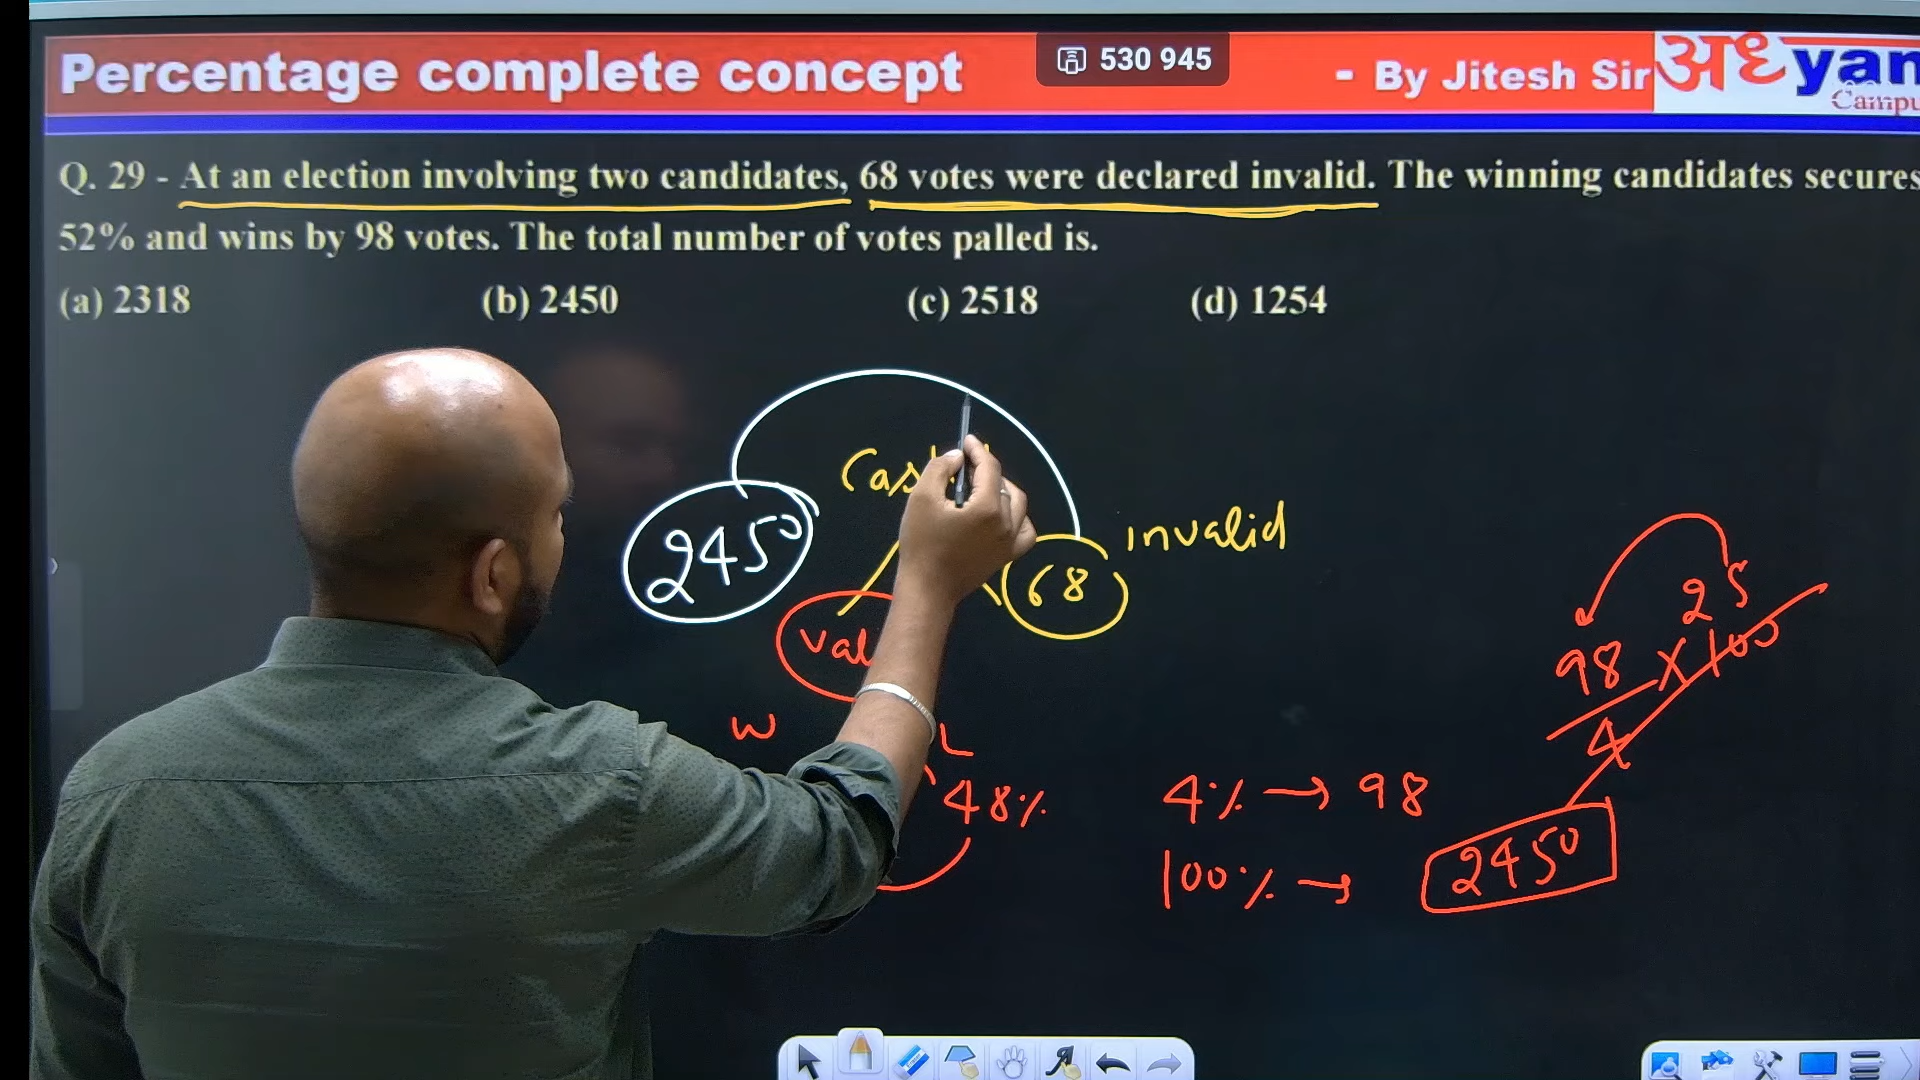 Percentage complete concept
530 945
- By Jitesh Sir
अध्yan
Campu
Q. 29 - At an election involving two candidates, 68 votes were declared invalid. The winning candidates secures
52% and wins by 98 votes. The total number of votes palled is.
(a) 2318 (b) 2450 (c) 2518 (d) 1254
2450
invalid
68
W L
48%
25
98 X 100
4
4% → 98
100% → 2450